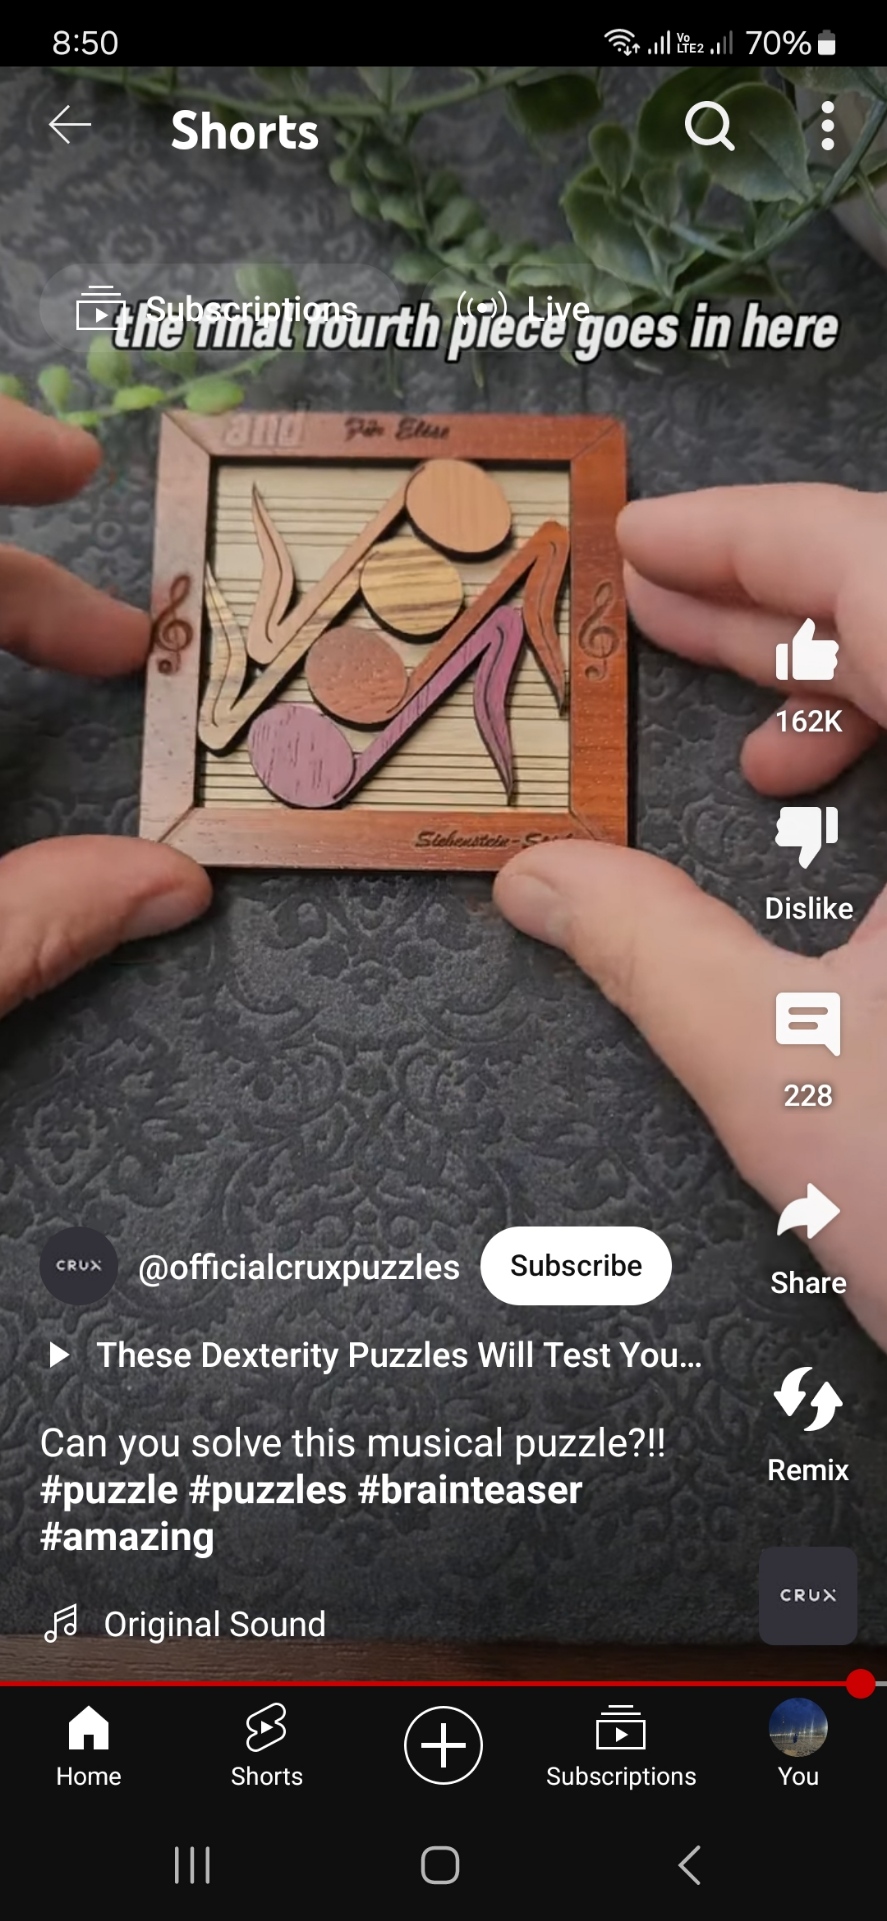 8:50
Vo
LTE2
70%
Shorts
Subscriptions
Live
the final fourth piece goes in here
and
Für Elise
Siebenstein-
162K
Dislike
228
Share
CRUX
@officialcruxpuzzles
Subscribe
These Dexterity Puzzles Will Test You...
Can you solve this musical puzzle?!!
#puzzle #puzzles #brainteaser
#amazing
Remix
CRUX
Original Sound
Home
Shorts
Subscriptions
You